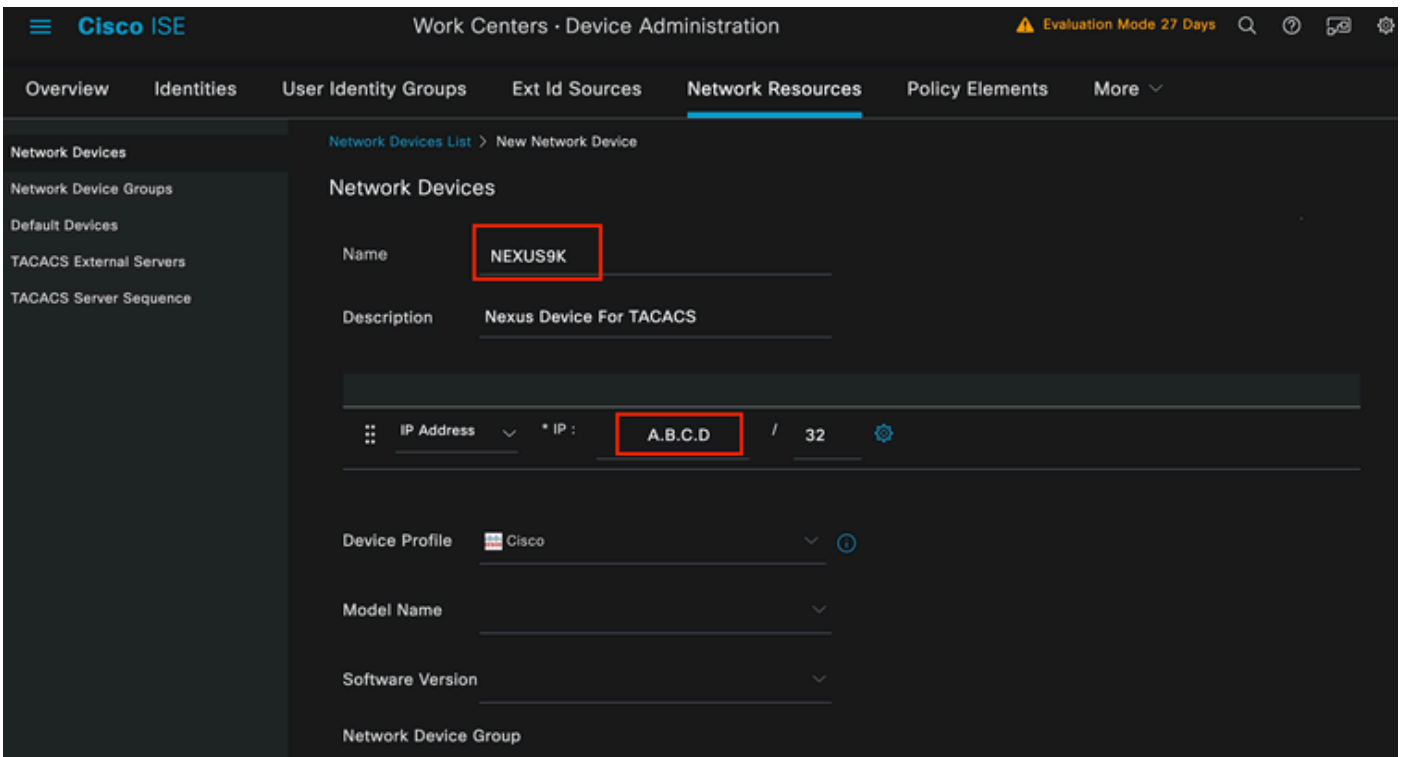 Cisco ISE Work Centers · Device Administration Evaluation Mode 27 Days
Overview Identities User Identity Groups Ext Id Sources Network Resources Policy Elements More
Network Devices
Network Device Groups
Default Devices
TACACS External Servers
TACACS Server Sequence
Network Devices List > New Network Device
Network Devices
Name NEXUS9K
Description Nexus Device For TACACS
IP Address * IP : A.B.C.D / 32
Device Profile Cisco
Model Name
Software Version
Network Device Group